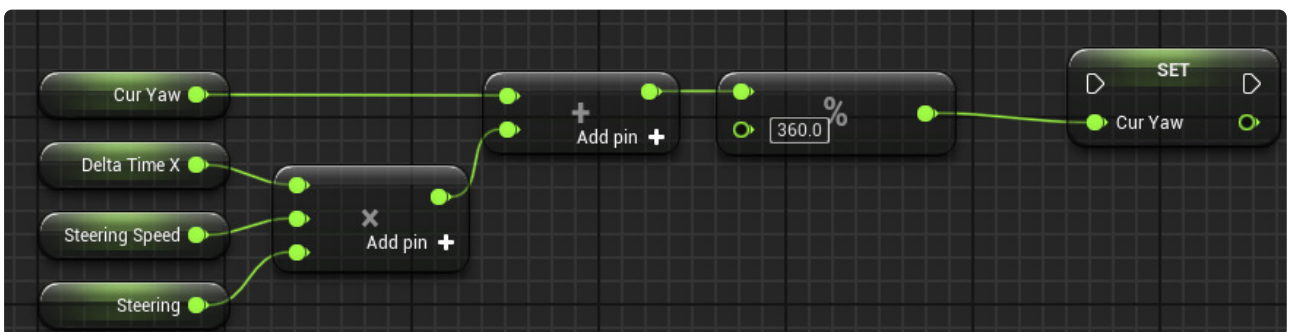 SET
Cur Yaw
+
%
Add pin +
360.0
Cur Yaw
Delta Time X
×
Steering Speed
Add pin +
Steering